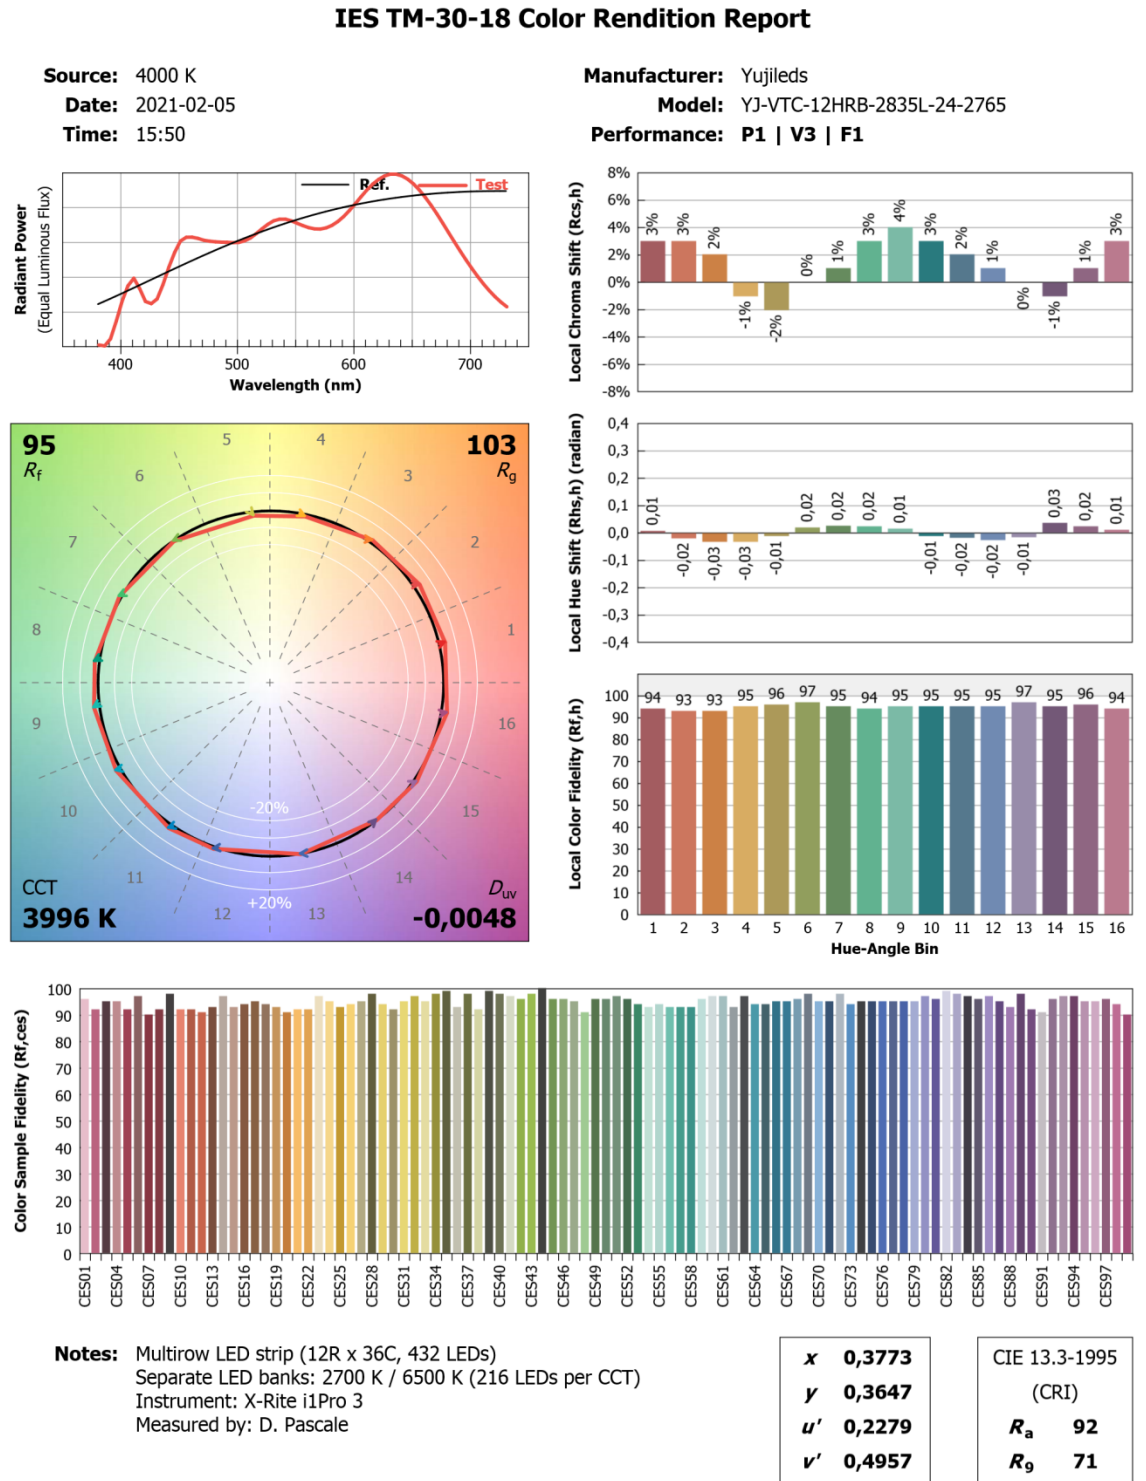 IES TM-30-18 Color Rendition Report
Source: 4000 K
Date: 2021-02-05
Time: 15:50
Manufacturer: Yujileds
Model: YJ-VTC-12HRB-2835L-24-2765
Performance: P1 | V3 | F1
Radiant Power
(Equal Luminous Flux)
Ref. Test
400 500 600 700
Wavelength (nm)
Local Chroma Shift (Rcs,h)
8%
6%
4%
2%
0%
-2%
-4%
-6%
-8%
3% 3% 2% -1% -2% 0% 1% 3% 4% 3% 2% 1% 0% -1% 1% 3%
95
Rf
103
Rg
5 4
6 3
7 2
8 1
9 16
10 15
11 14
12 13
-20%
+20%
CCT
3996 K
Duv
-0,0048
Local Hue Shift (Rhs,h) (radian)
0,4
0,3
0,2
0,1
0,0
-0,1
-0,2
-0,3
-0,4
0,01 -0,02 -0,03 -0,03 -0,01 0,02 0,02 0,02 0,01 -0,01 -0,02 -0,02 -0,01 0,03 0,02 0,01
Local Color Fidelity (Rf,h)
100
90
80
70
60
50
40
30
20
10
0
94 93 93 95 96 97 95 94 95 95 95 95 97 95 96 94
1 2 3 4 5 6 7 8 9 10 11 12 13 14 15 16
Hue-Angle Bin
Color Sample Fidelity (Rf,ces)
100
90
80
70
60
50
40
30
20
10
0
CES01 CES04 CES07 CES10 CES13 CES16 CES19 CES22 CES25 CES28 CES31 CES34 CES37 CES40 CES43 CES46 CES49 CES52 CES55 CES58 CES61 CES64 CES67 CES70 CES73 CES76 CES79 CES82 CES85 CES88 CES91 CES94 CES97
Notes: Multirow LED strip (12R x 36C, 432 LEDs)
Separate LED banks: 2700 K / 6500 K (216 LEDs per CCT)
Instrument: X-Rite i1Pro 3
Measured by: D. Pascale
x 0,3773
y 0,3647
u' 0,2279
v' 0,4957
CIE 13.3-1995
(CRI)
Ra 92
R9 71